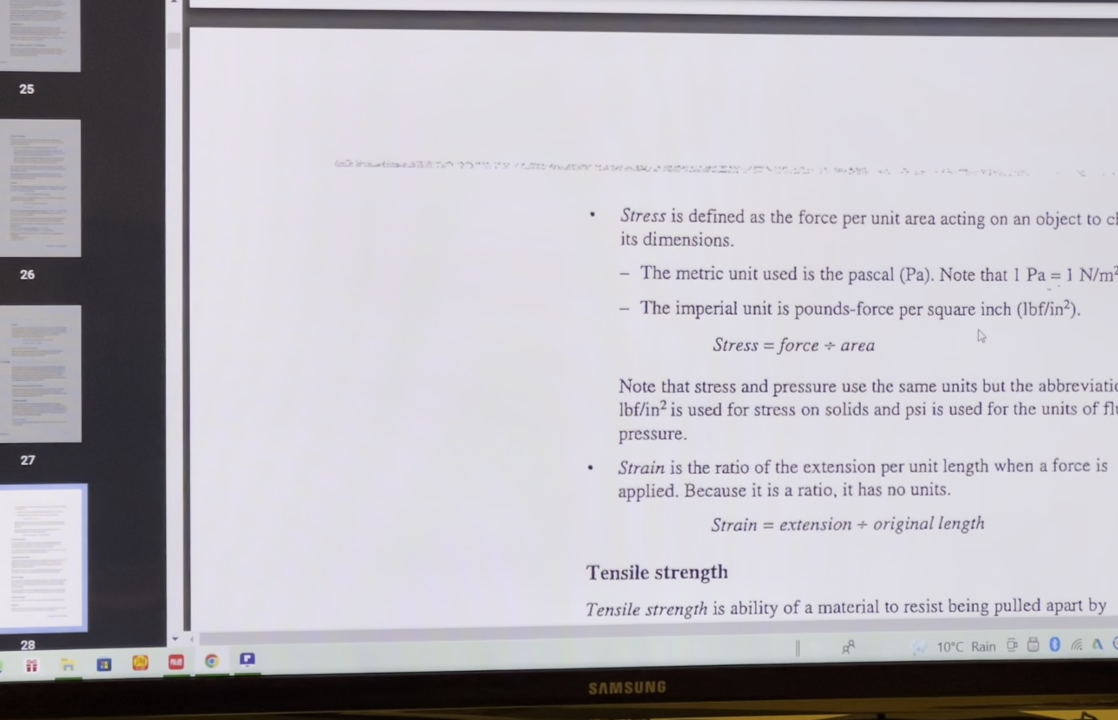 25
26
27
28
• Stress is defined as the force per unit area acting on an object to
its dimensions.
– The metric unit used is the pascal (Pa). Note that 1 Pa = 1 N/m²
– The imperial unit is pounds-force per square inch (lbf/in²).
Stress = force ÷ area
Note that stress and pressure use the same units but the
lbf/in² is used for stress on solids and psi is used for the units of
pressure.
• Strain is the ratio of the extension per unit length when a force is
applied. Because it is a ratio, it has no units.
Strain = extension ÷ original length
Tensile strength
Tensile strength is ability of a material to resist being pulled apart by
10°C Rain
SAMSUNG